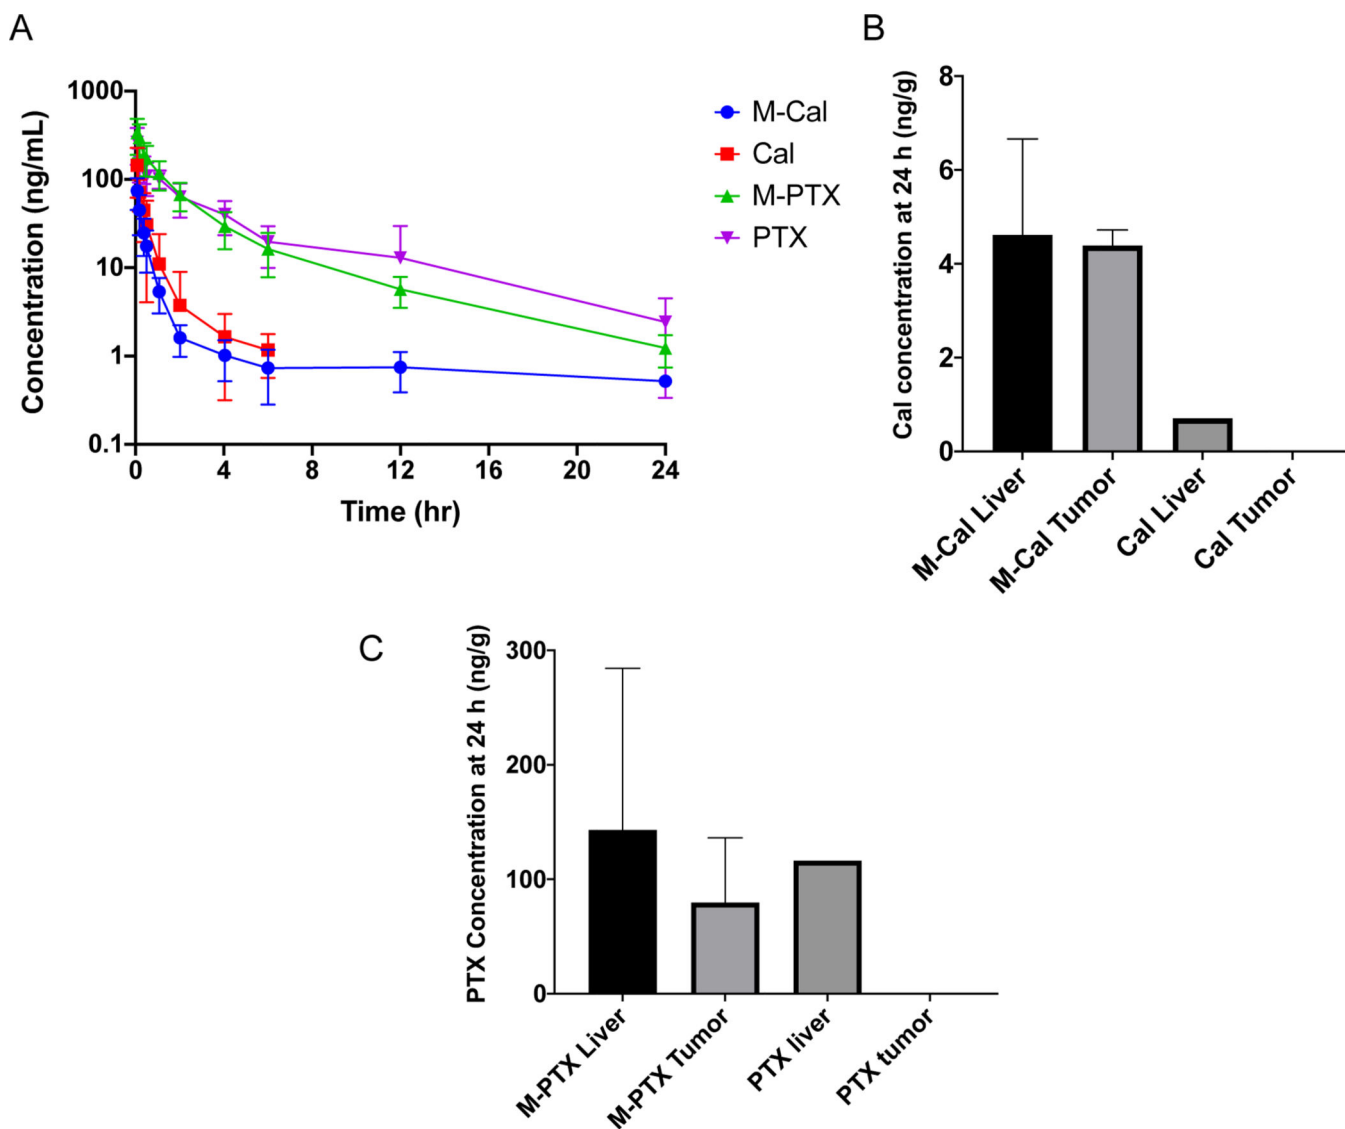 A
Concentration (ng/mL)
1000
100
10
1
0.1
0 4 8 12 16 20 24
Time (hr)
M-Cal
Cal
M-PTX
PTX
B
Cal concentration at 24 h (ng/g)
8
6
4
2
0
M-Cal Liver
M-Cal Tumor
Cal Liver
Cal Tumor
C
PTX Concentration at 24 h (ng/g)
300
200
100
0
M-PTX Liver
M-PTX Tumor
PTX liver
PTX tumor